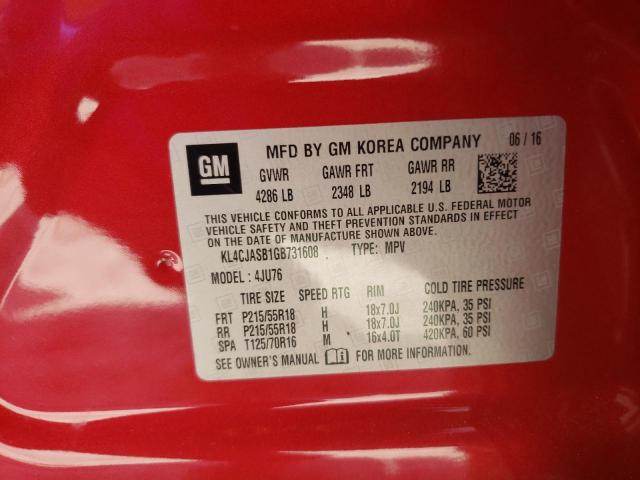 GM
MFD BY GM KOREA COMPANY 06 / 16
GVWR GAWR FRT GAWR RR
4286 LB 2348 LB 2194 LB
THIS VEHICLE CONFORMS TO ALL APPLICABLE U.S. FEDERAL MOTOR
VEHICLE SAFETY AND THEFT PREVENTION STANDARDS IN EFFECT
ON THE DATE OF MANUFACTURE SHOWN ABOVE.
KL4CJASB1GB731608 TYPE: MPV
MODEL : 4JU76
TIRE SIZE SPEED RTG RIM COLD TIRE PRESSURE
FRT P215/55R18 H 18x7.0J 240KPA, 35 PSI
RR P215/55R18 H 18x7.0J 240KPA, 35 PSI
SPA T125/70R16 M 16x4.0T 420KPA, 60 PSI
SEE OWNER'S MANUAL FOR MORE INFORMATION.